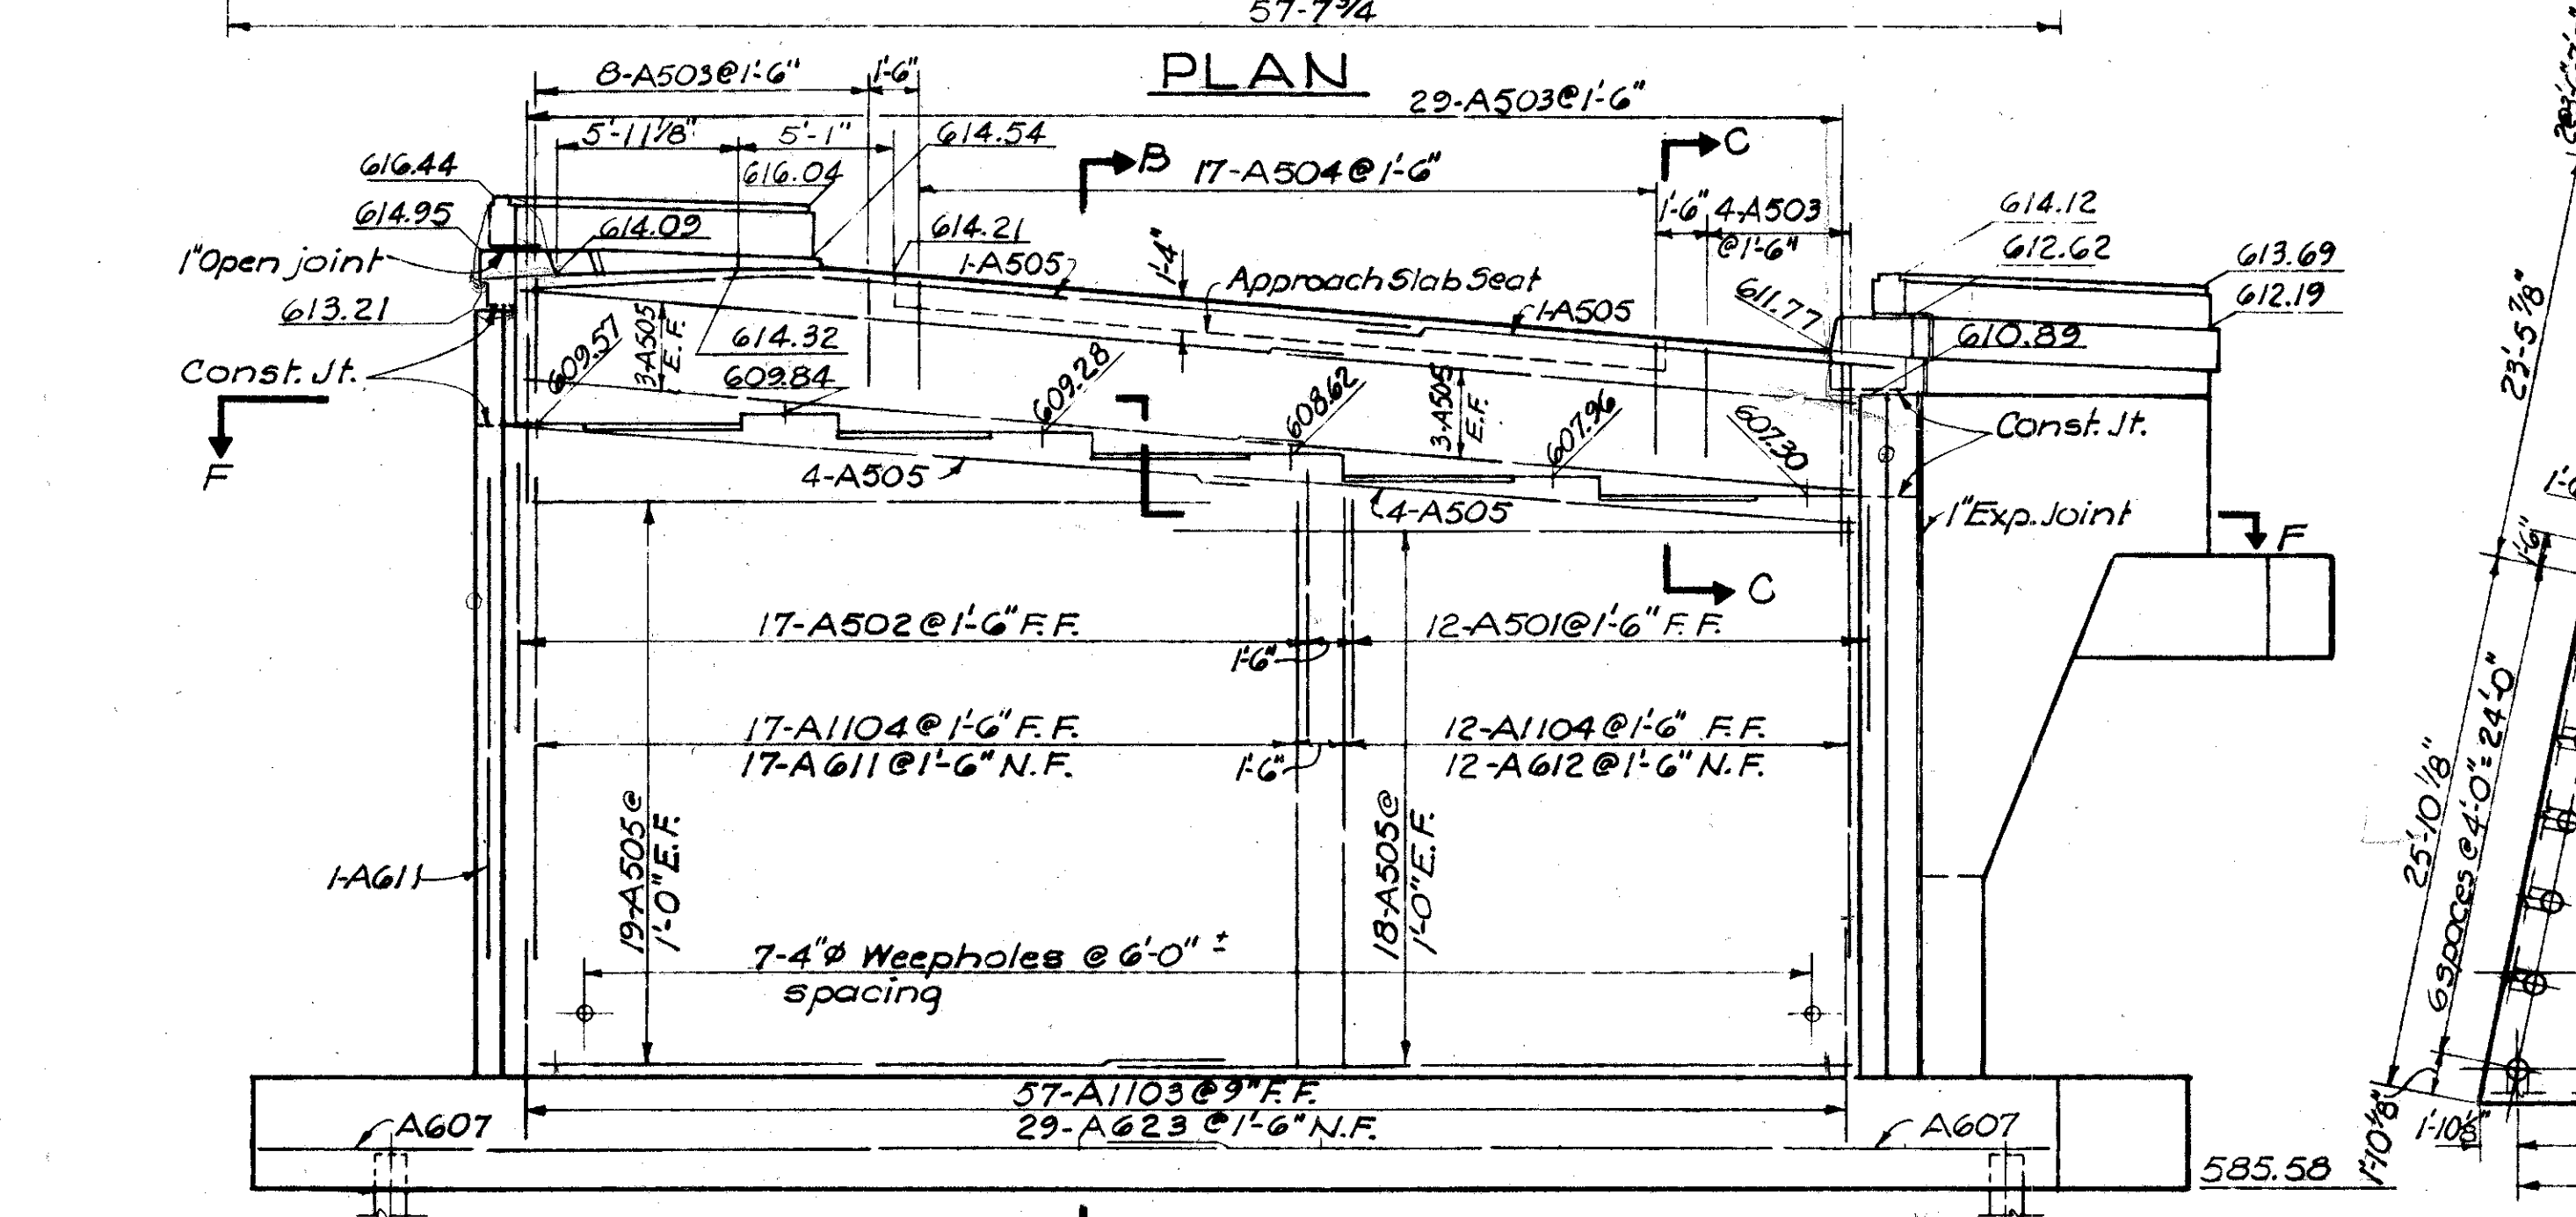 57-7 3/4
PLAN
8-A503@1'-6"
1'-6"
29-A503@1'-6"
5'-11 1/8"
5'-1"
614.54
B
C
616.44
616.04
17-A504@1'-6"
614.95
614.09
614.21
1'-6"
4-A503
@1'-6"
614.12
612.62
613.69
612.19
1"Open joint
1-A505
1'-4"
Approach Slab Seat
1-A505
611.77
613.21
3-A505
E.F.
614.32
610.89
Const. Jt.
609.57
609.84
609.28
608.62
3-A505
E.F.
607.96
607.30
Const. Jt.
F
4-A505
4-A505
1"Exp. Joint
F
C
17-A502@1'-6" F.F.
1'-6"
12-A501@1'-6" F.F.
17-A1104@1'-6" F.F.
17-A611@1'-6" N.F.
1'-6"
12-A1104@1'-6" F.F.
12-A612@1'-6" N.F.
19-A505@
1'-0" E.F.
18-A505@
1'-0" E.F.
1-A611
7-4"ø Weepholes @ 6'-0" ±
spacing
57-A1103@9" F.F.
29-A623@1'-6" N.F.
A607
A607
585.58
23'-5 7/8"
1'-6"
25'-10 1/8"
6 spaces @4'-0"=24'-0"
1'-10 1/8"
1'-10 1/8"